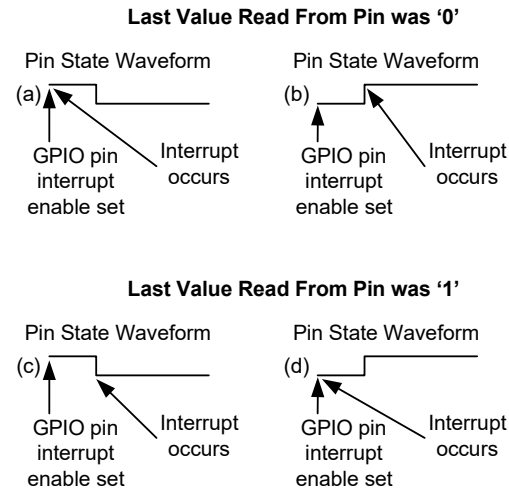 Last Value Read From Pin was ‘0’
Pin State Waveform
(a)
GPIO pin
interrupt
enable set
Interrupt
occurs
Pin State Waveform
(b)
GPIO pin
interrupt
enable set
Interrupt
occurs
Last Value Read From Pin was ‘1’
Pin State Waveform
(c)
GPIO pin
interrupt
enable set
Interrupt
occurs
Pin State Waveform
(d)
GPIO pin
interrupt
enable set
Interrupt
occurs